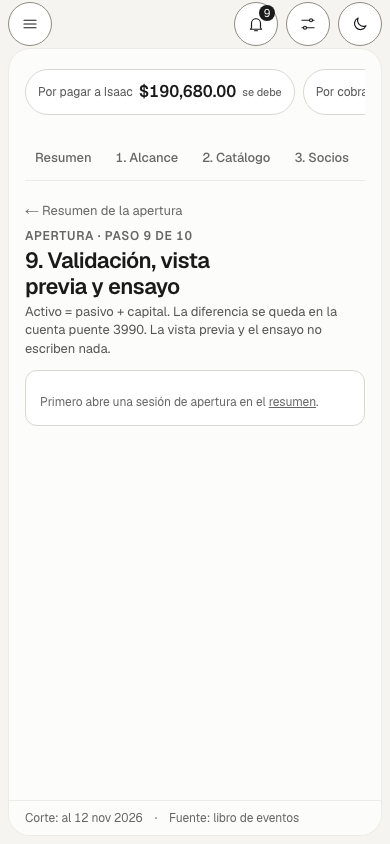 9
Por pagar a Isaac $190,680.00 se debe
Por cobra
Resumen 1. Alcance 2. Catálogo 3. Socios
← Resumen de la apertura
APERTURA · PASO 9 DE 10
9. Validación, vista
previa y ensayo
Activo = pasivo + capital. La diferencia se queda en la
cuenta puente 3990. La vista previa y el ensayo no
escriben nada.
Primero abre una sesión de apertura en el resumen.
Corte: al 12 nov 2026 · Fuente: libro de eventos